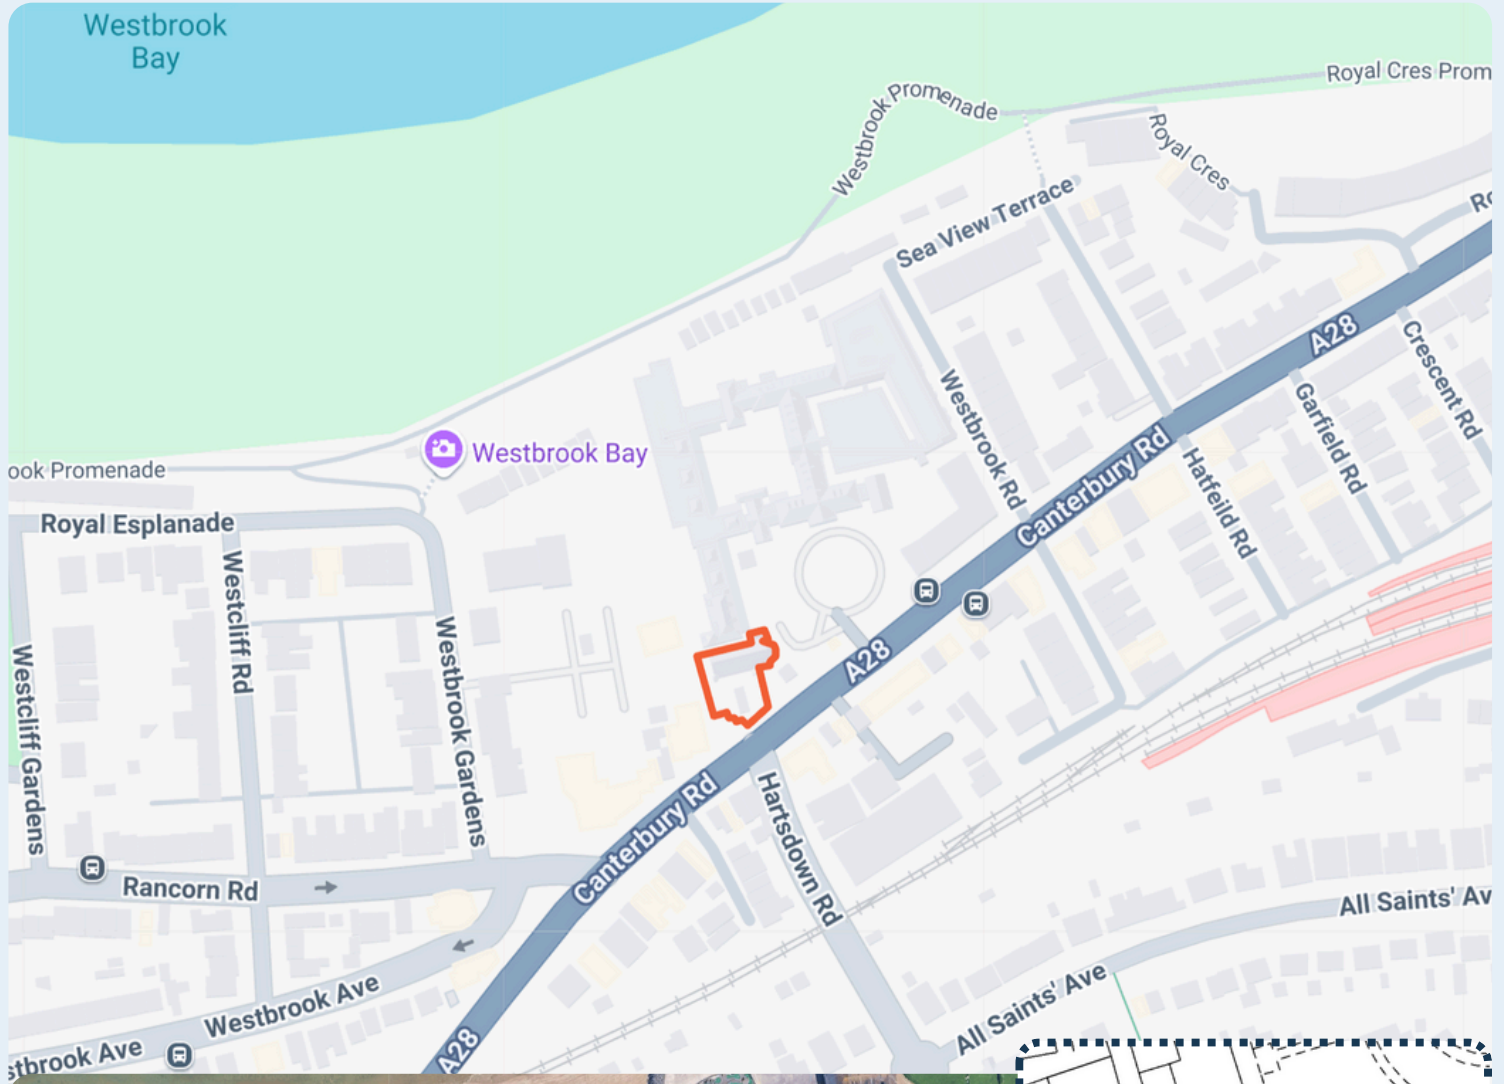 Westbrook
Bay
Royal Cres Prom
Westbrook Promenade
Royal Cres
Sea View Terrace
A28
Crescent Rd
Garfield Rd
Westbrook Rd
Canterbury Rd
Hatfeild Rd
Westbrook Bay
ook Promenade
Royal Esplanade
Westcliff Rd
Westbrook Gardens
Westcliff Gardens
A28
Canterbury Rd
Hartsdown Rd
Rancorn Rd
All Saints' Av
Westbrook Ave
All Saints' Ave
stbrook Ave
A28